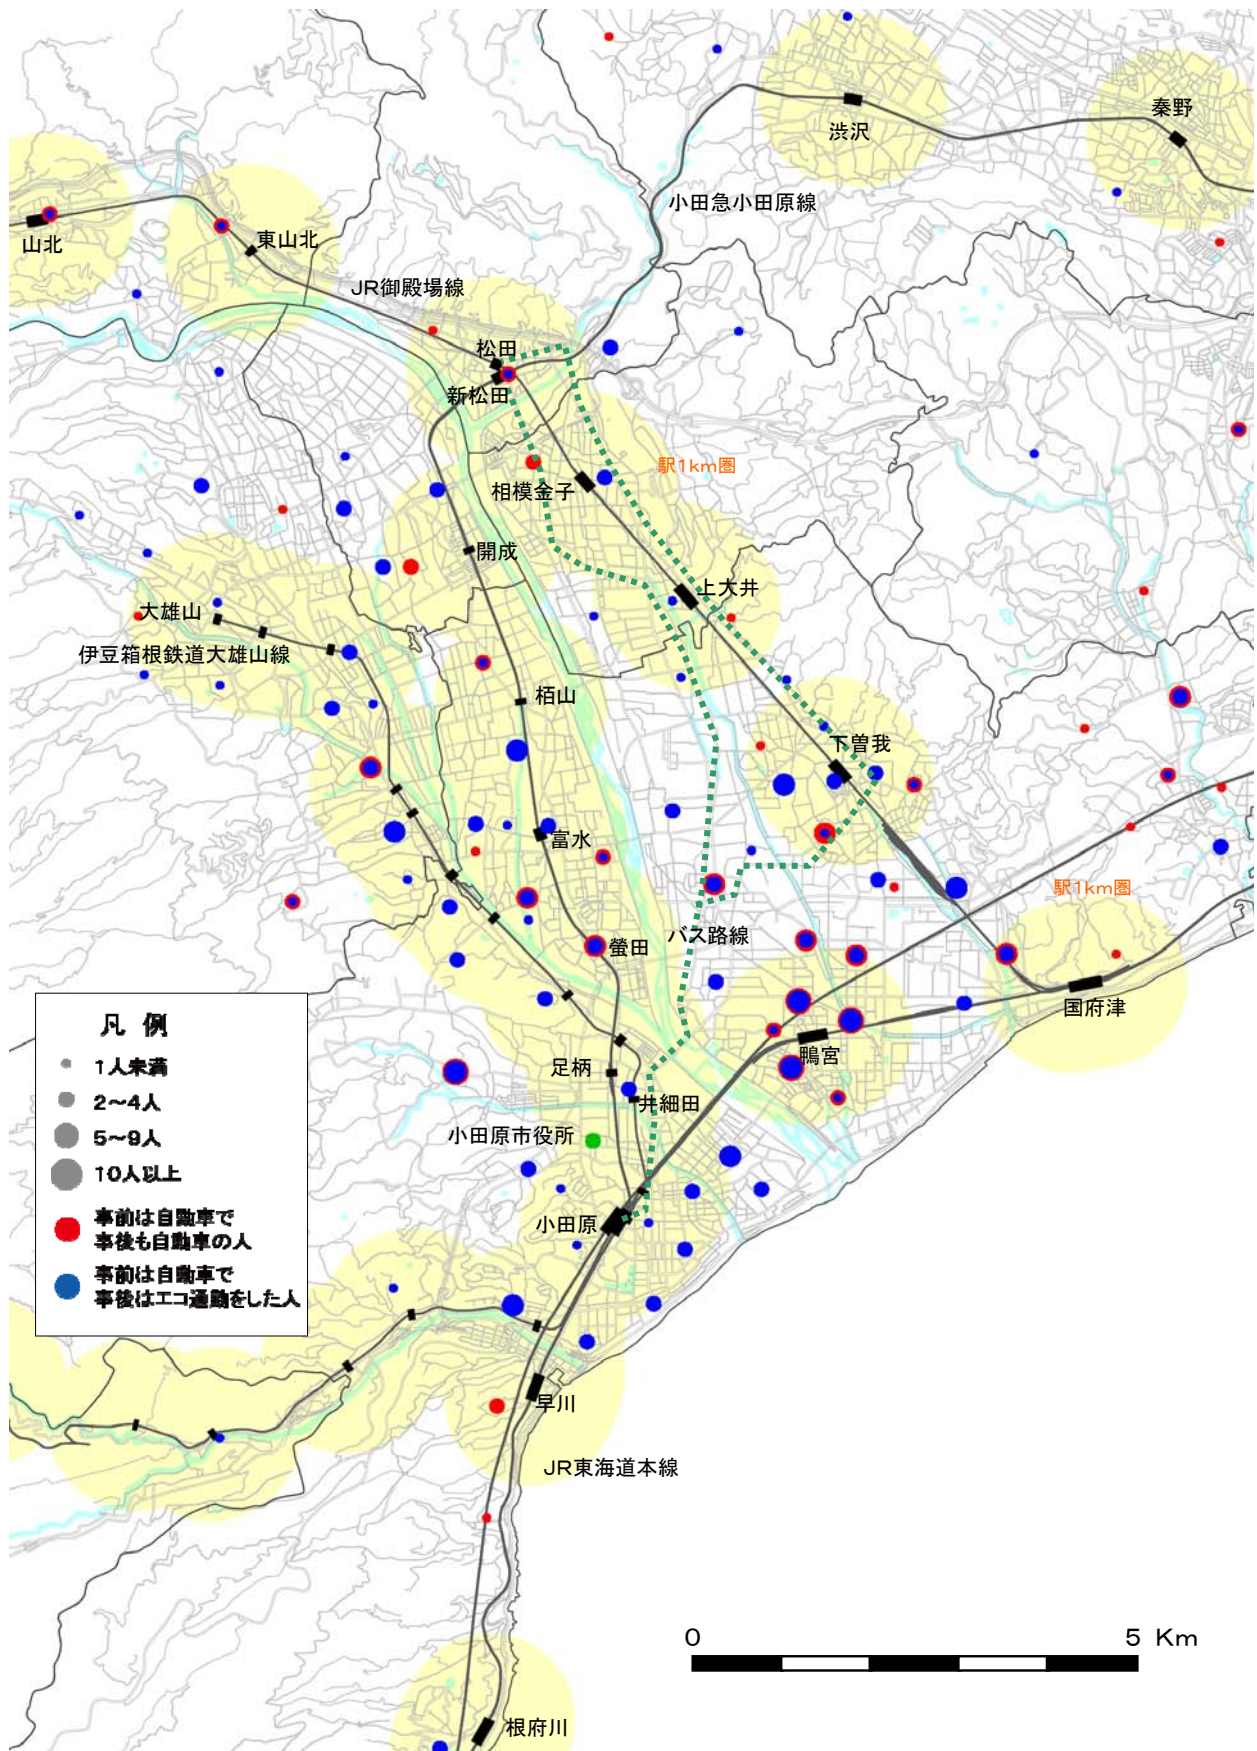 秦野
渋沢
小田急小田原線
山北
東山北
JR御殿場線
松田
新松田
駅1km圏
相模金子
開成
上大井
大雄山
伊豆箱根鉄道大雄山線
栢山
下曽我
富水
駅1km圏
バス路線
螢田
国府津
鴨宮
足柄
井細田
小田原市役所
小田原
凡 例
1人未満
2～4人
5～9人
10人以上
事前は自動車で
事後も自動車の人
事前は自動車で
事後はエコ通勤をした人
早川
JR東海道本線
0 5 Km
根府川